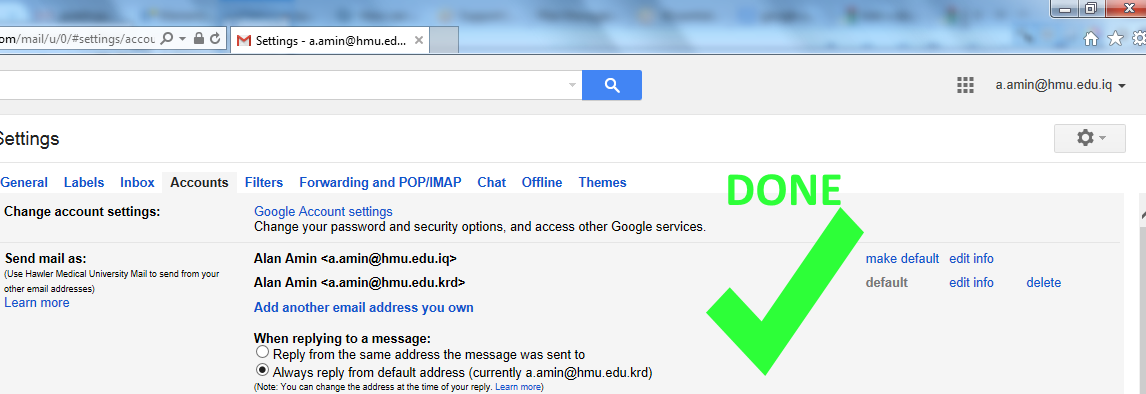 om/mail/u/0/#settings/accou
Settings - a.amin@hmu.ed...
a.amin@hmu.edu.iq
Settings
General Labels Inbox Accounts Filters Forwarding and POP/IMAP Chat Offline Themes
DONE
Change account settings: Google Account settings
Change your password and security options, and access other Google services.
Send mail as: Alan Amin <a.amin@hmu.edu.iq> make default edit info
(Use Hawler Medical University Mail to send from your
other email addresses)
Alan Amin <a.amin@hmu.edu.krd> default edit info delete
Learn more
Add another email address you own
When replying to a message:
Reply from the same address the message was sent to
Always reply from default address (currently a.amin@hmu.edu.krd)
(Note: You can change the address at the time of your reply. Learn more)